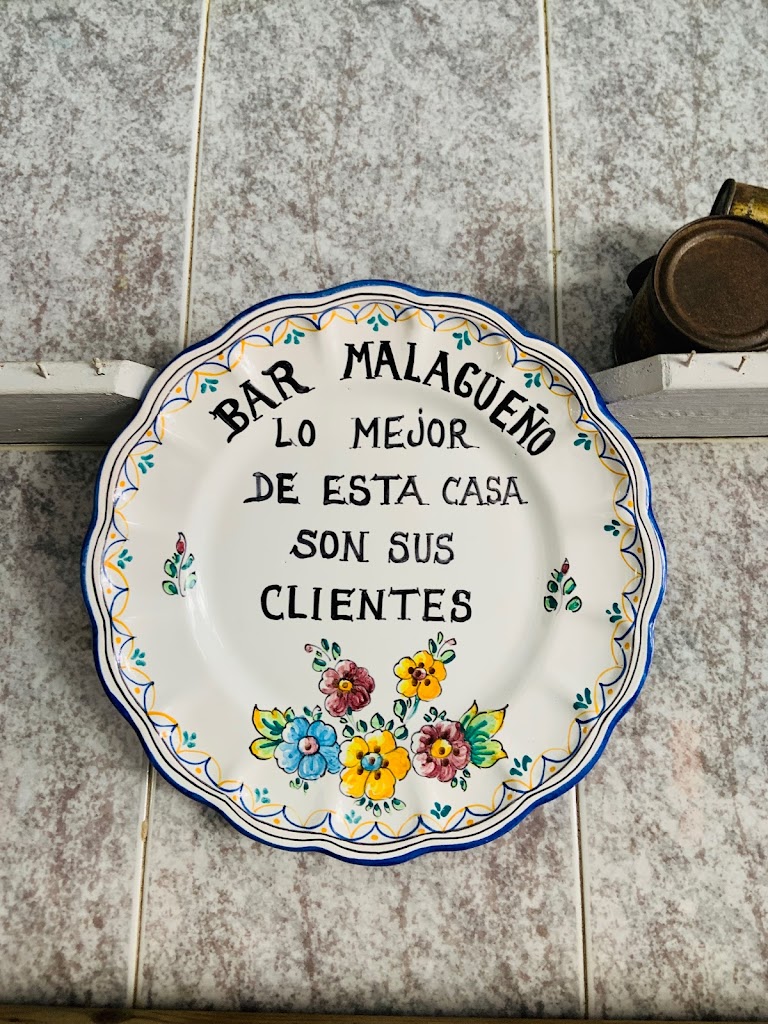 BAR MALAGUEÑO
LO MEJOR
DE ESTA CASA
SON SUS
CLIENTES